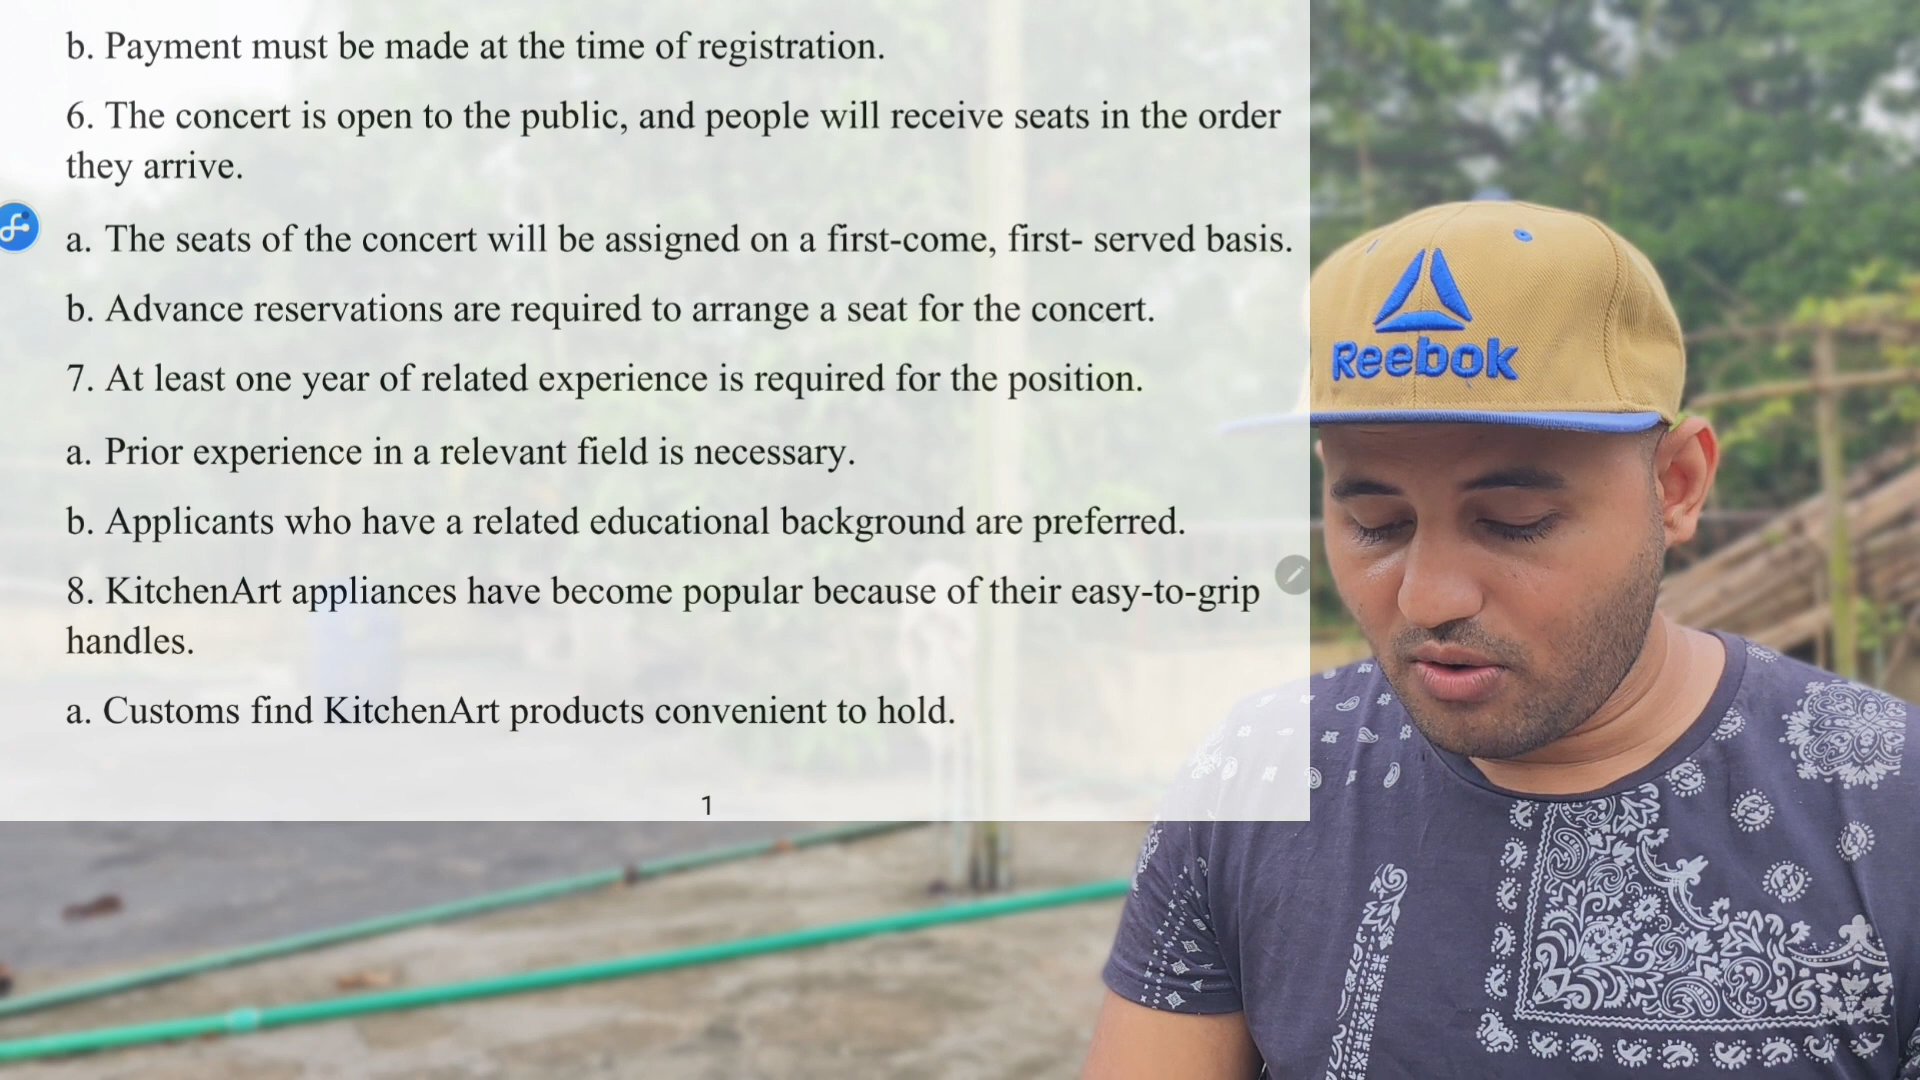 b. Payment must be made at the time of registration.
6. The concert is open to the public, and people will receive seats in the order
they arrive.
a. The seats of the concert will be assigned on a first-come, first- served basis.
b. Advance reservations are required to arrange a seat for the concert.
7. At least one year of related experience is required for the position.
a. Prior experience in a relevant field is necessary.
b. Applicants who have a related educational background are preferred.
8. KitchenArt appliances have become popular because of their easy-to-grip
handles.
a. Customs find KitchenArt products convenient to hold.
1
Reebok